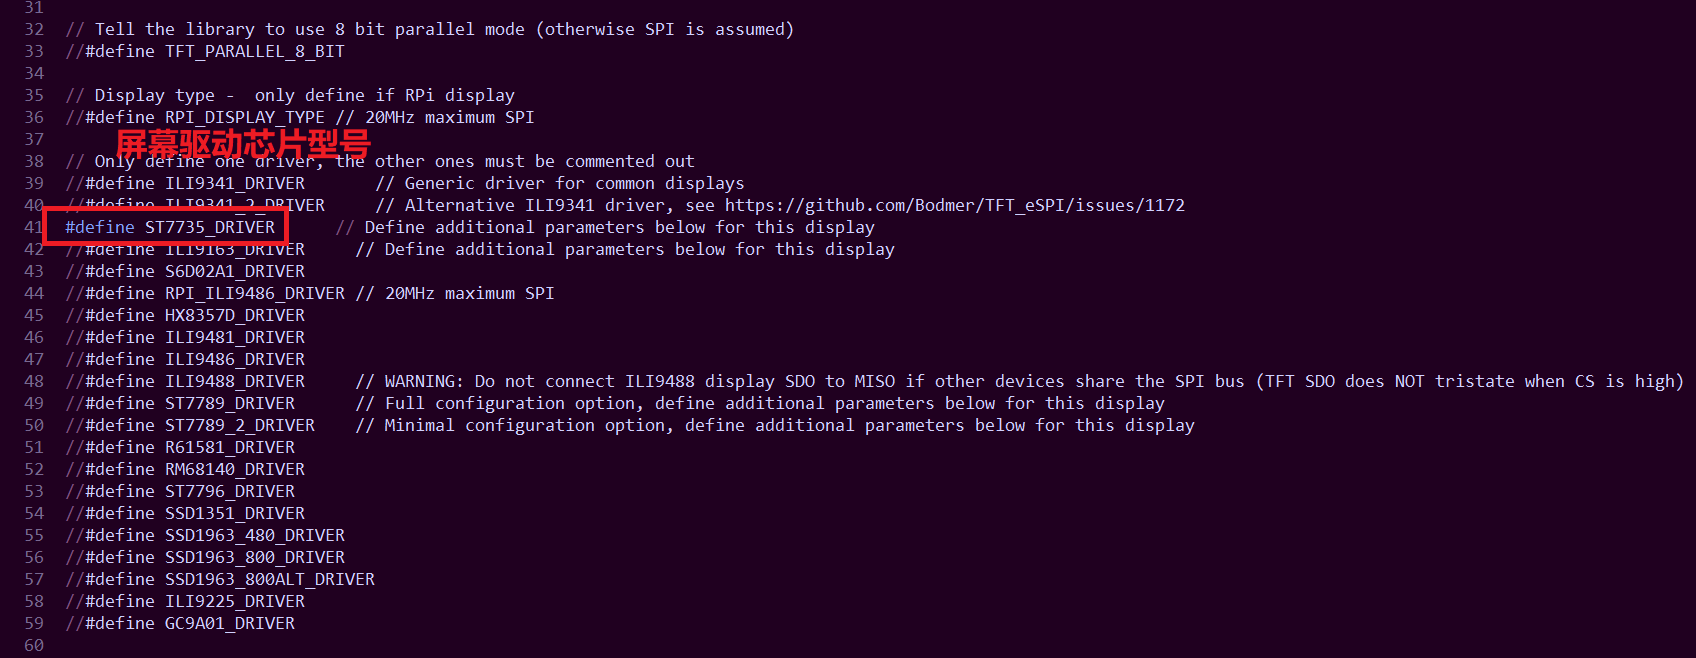 31
32 // Tell the library to use 8 bit parallel mode (otherwise SPI is assumed)
33 //#define TFT_PARALLEL_8_BIT
34
35 // Display type -  only define if RPi display
36 //#define RPI_DISPLAY_TYPE // 20MHz maximum SPI
37
屏幕驱动芯片型号
38 // Only define one driver, the other ones must be commented out
39 //#define ILI9341_DRIVER       // Generic driver for common displays
40 //#define ILI9341_2_DRIVER     // Alternative ILI9341 driver, see https://github.com/Bodmer/TFT_eSPI/issues/1172
41 #define ST7735_DRIVER      // Define additional parameters below for this display
42 //#define ILI9163_DRIVER     // Define additional parameters below for this display
43 //#define S6D02A1_DRIVER
44 //#define RPI_ILI9486_DRIVER // 20MHz maximum SPI
45 //#define HX8357D_DRIVER
46 //#define ILI9481_DRIVER
47 //#define ILI9486_DRIVER
48 //#define ILI9488_DRIVER     // WARNING: Do not connect ILI9488 display SDO to MISO if other devices share the SPI bus (TFT SDO does NOT tristate when CS is high)
49 //#define ST7789_DRIVER      // Full configuration option, define additional parameters below for this display
50 //#define ST7789_2_DRIVER    // Minimal configuration option, define additional parameters below for this display
51 //#define R61581_DRIVER
52 //#define RM68140_DRIVER
53 //#define ST7796_DRIVER
54 //#define SSD1351_DRIVER
55 //#define SSD1963_480_DRIVER
56 //#define SSD1963_800_DRIVER
57 //#define SSD1963_800ALT_DRIVER
58 //#define ILI9225_DRIVER
59 //#define GC9A01_DRIVER
60